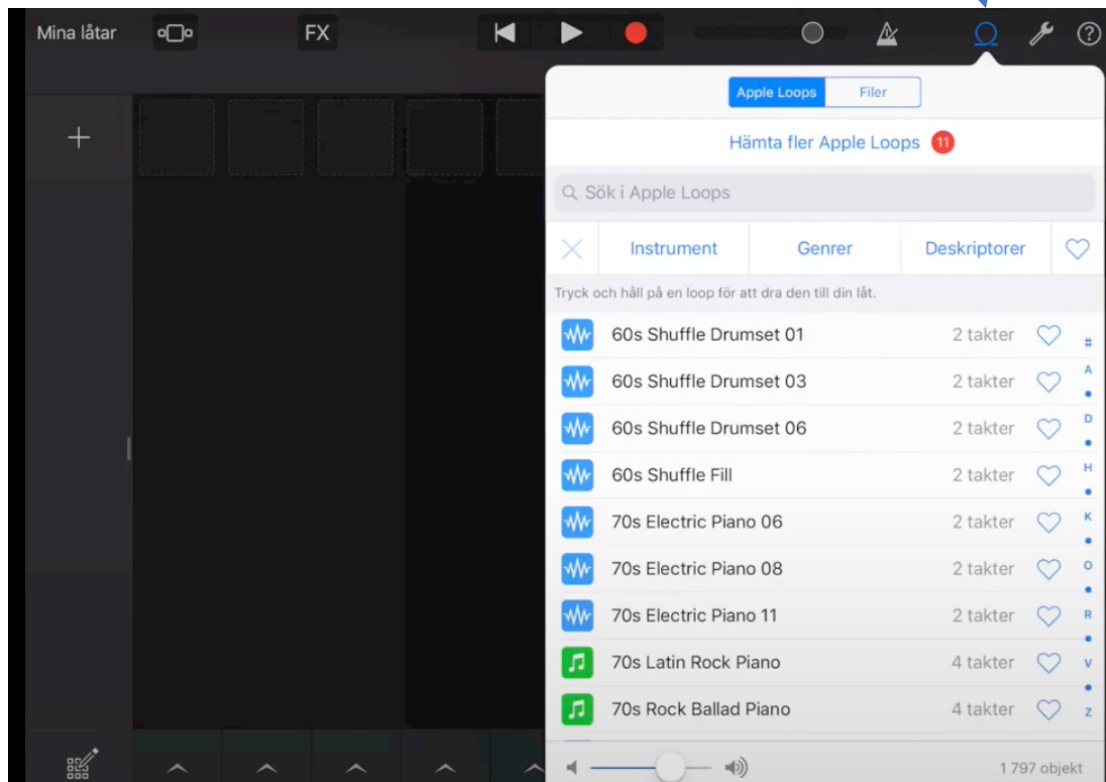 Mina låtar FX ?
Apple Loops Filer
Hämta fler Apple Loops 11
Sök i Apple Loops
Instrument Genrer Deskriptorer
Tryck och håll på en loop för att dra den till din låt.
60s Shuffle Drumset 01 2 takter
#
60s Shuffle Drumset 03 2 takter
A
60s Shuffle Drumset 06 2 takter
D
60s Shuffle Fill 2 takter
H
70s Electric Piano 06 2 takter
K
70s Electric Piano 08 2 takter
O
70s Electric Piano 11 2 takter
R
70s Latin Rock Piano 4 takter
V
70s Rock Ballad Piano 4 takter
Z
1 797 objekt